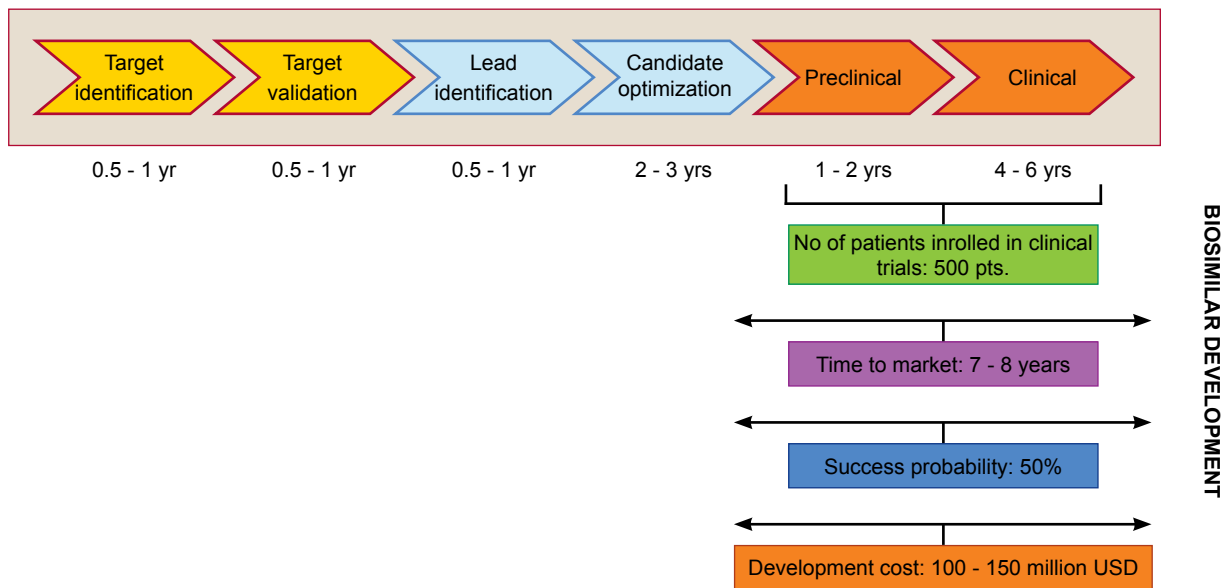 Target
identification
Target
validation
Lead
identification
Candidate
optimization
Preclinical
Clinical
0.5 - 1 yr
0.5 - 1 yr
0.5 - 1 yr
2 - 3 yrs
1 - 2 yrs
4 - 6 yrs
No of patients inrolled in clinical
trials: 500 pts.
Time to market: 7 - 8 years
Success probability: 50%
Development cost: 100 - 150 million USD
BIOSIMILAR DEVELOPMENT